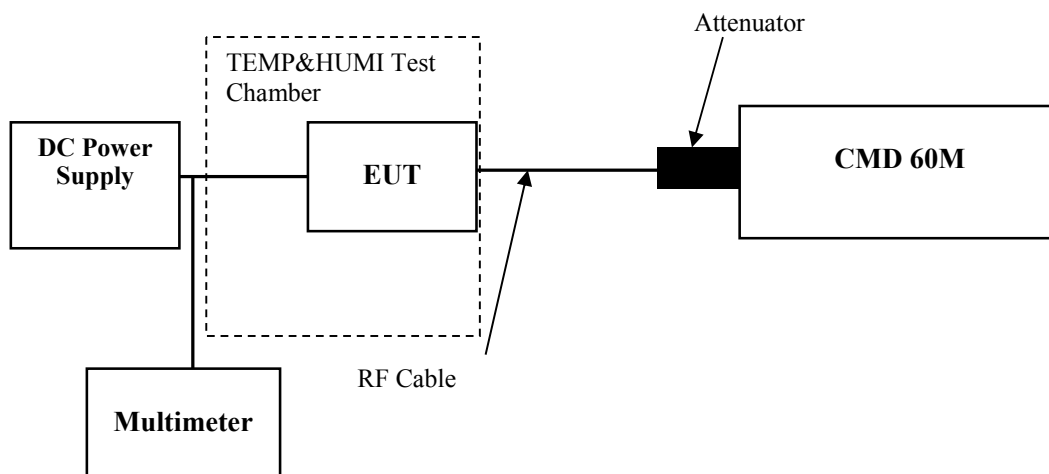 Attenuator
TEMP&HUMI Test
Chamber
DC Power
Supply
EUT
CMD 60M
RF Cable
Multimeter